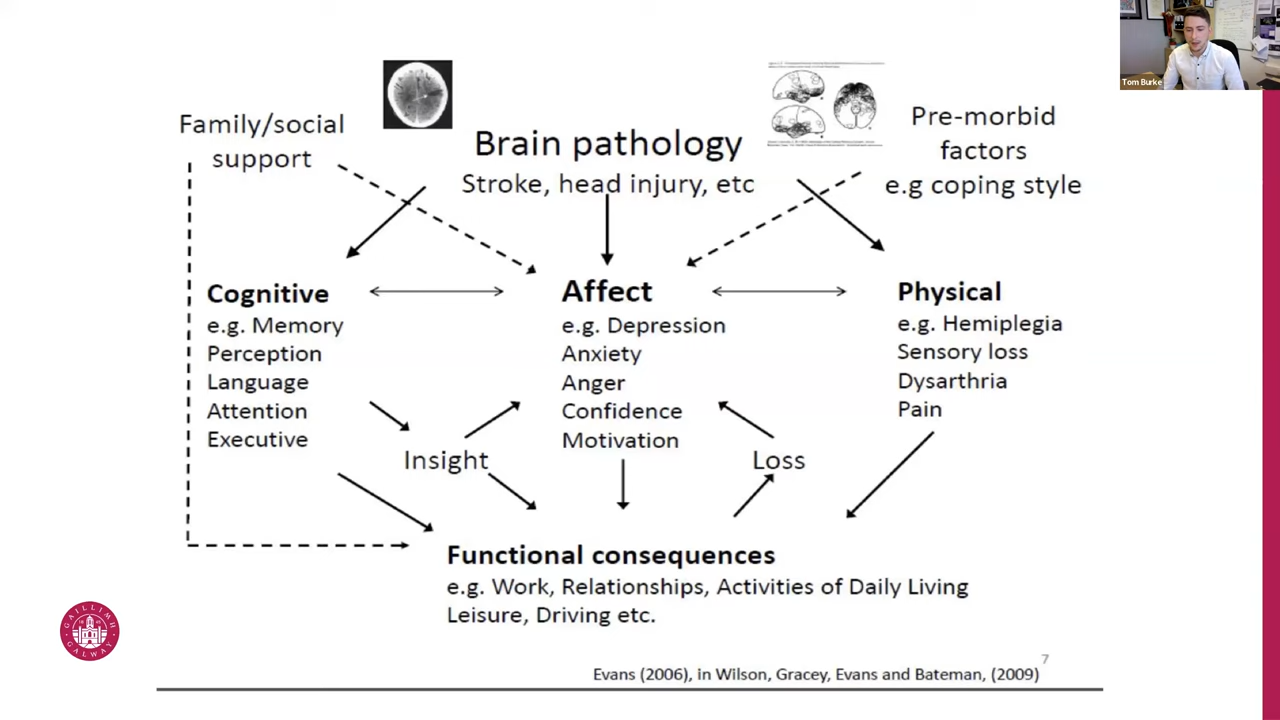 Tom Burke
Family/social
support
Brain pathology
Stroke, head injury, etc
Pre-morbid
factors
e.g coping style
Cognitive
e.g. Memory
Perception
Language
Attention
Executive
Affect
e.g. Depression
Anxiety
Anger
Confidence
Motivation
Physical
e.g. Hemiplegia
Sensory loss
Dysarthria
Pain
Insight
Loss
Functional consequences
e.g. Work, Relationships, Activities of Daily Living
Leisure, Driving etc.
GAILLIMH
GALWAY
7
Evans (2006), in Wilson, Gracey, Evans and Bateman, (2009)